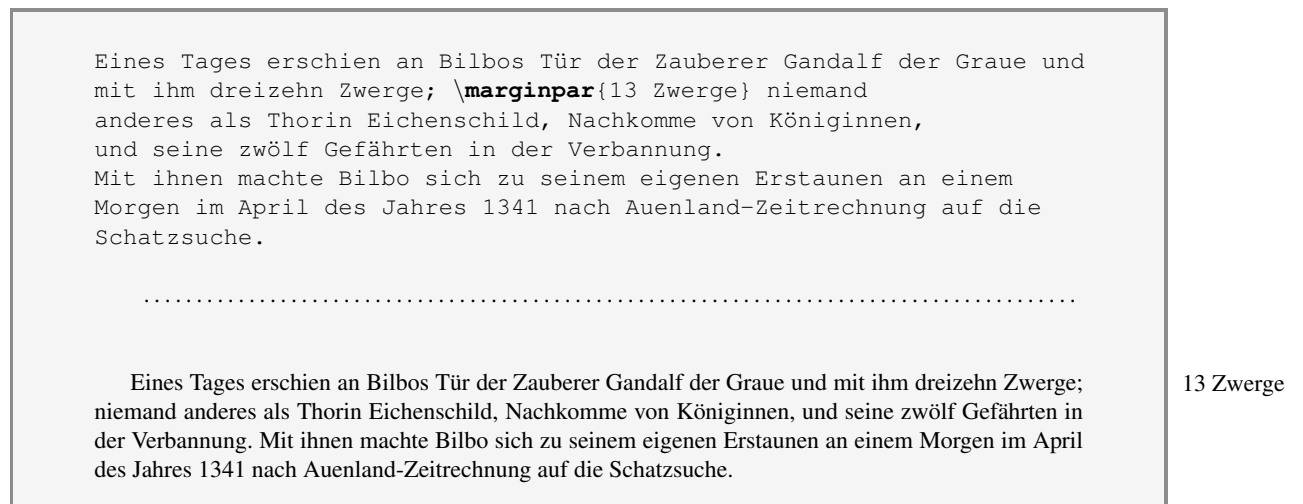 Eines Tages erschien an Bilbos Tür der Zauberer Gandalf der Graue und
mit ihm dreizehn Zwerge; \marginpar{13 Zwerge} niemand
anderes als Thorin Eichenschild, Nachkomme von Königinnen,
und seine zwölf Gefährten in der Verbannung.
Mit ihnen machte Bilbo sich zu seinem eigenen Erstaunen an einem
Morgen im April des Jahres 1341 nach Auenland-Zeitrechnung auf die
Schatzsuche.
Eines Tages erschien an Bilbos Tür der Zauberer Gandalf der Graue und mit ihm dreizehn Zwerge;
niemand anderes als Thorin Eichenschild, Nachkomme von Königinnen, und seine zwölf Gefährten in
der Verbannung. Mit ihnen machte Bilbo sich zu seinem eigenen Erstaunen an einem Morgen im April
des Jahres 1341 nach Auenland-Zeitrechnung auf die Schatzsuche.
13 Zwerge